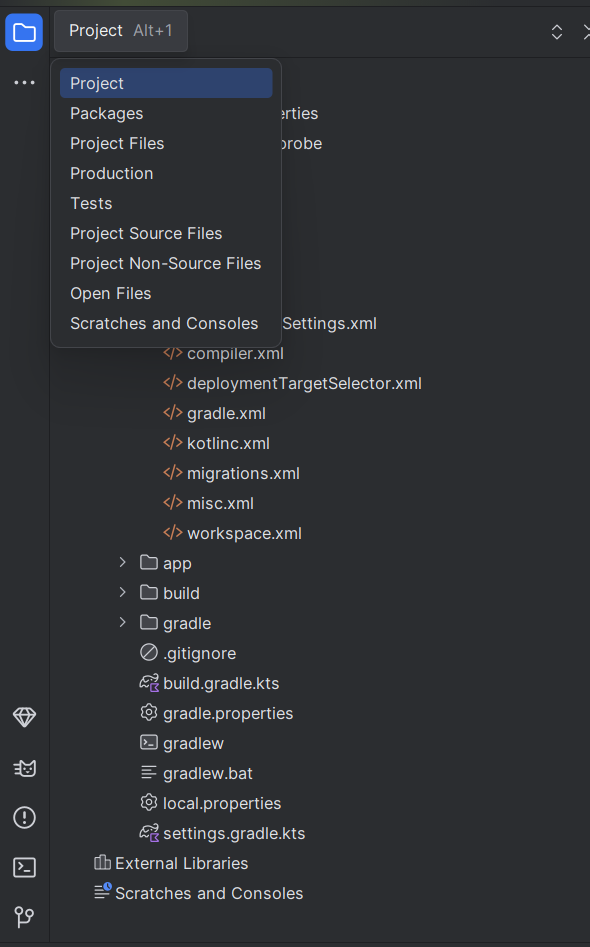 Project Alt+1
Project
Packages
erties
Project Files
probe
Production
Tests
Project Source Files
Project Non-Source Files
Open Files
Scratches and Consoles
Settings.xml
compiler.xml
deploymentTargetSelector.xml
gradle.xml
kotlinc.xml
migrations.xml
misc.xml
workspace.xml
app
build
gradle
.gitignore
build.gradle.kts
gradle.properties
gradlew
gradlew.bat
local.properties
settings.gradle.kts
External Libraries
Scratches and Consoles